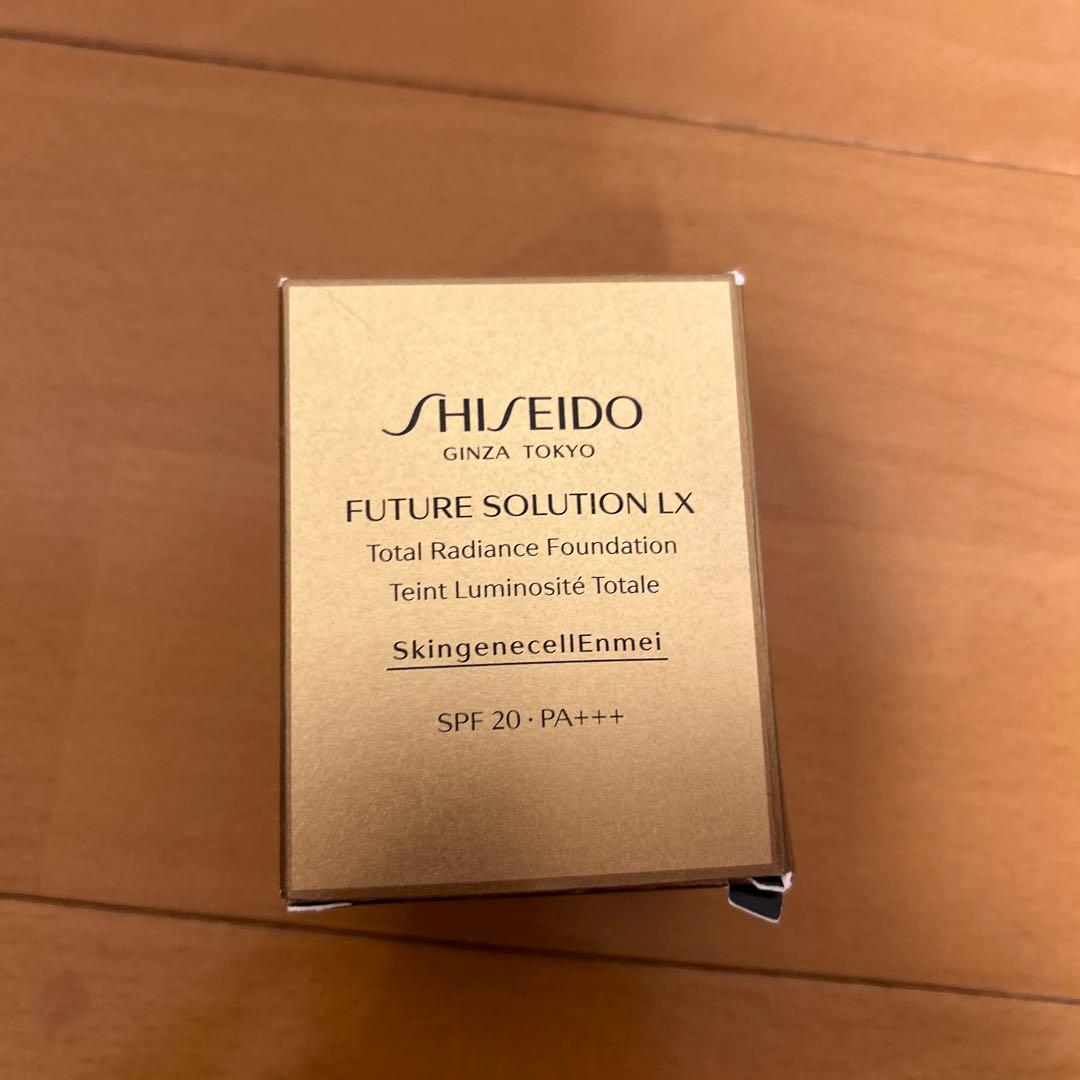 SHISEIDO
GINZA TOKYO
FUTURE SOLUTION LX
Total Radiance Foundation
Teint Luminosité Totale
SkingenecellEnmei
SPF 20・PA+++